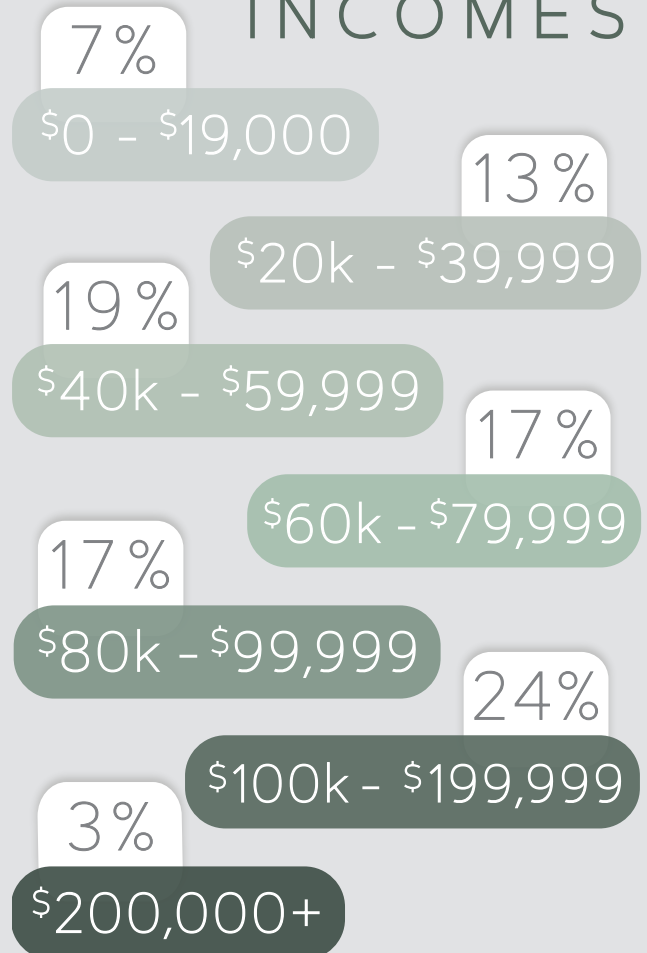 INCOMES
7%
$0 - $19,000
13%
$20k - $39,999
19%
$40k - $59,999
17%
$60k - $79,999
17%
$80k - $99,999
24%
$100k - $199,999
3%
$200,000+